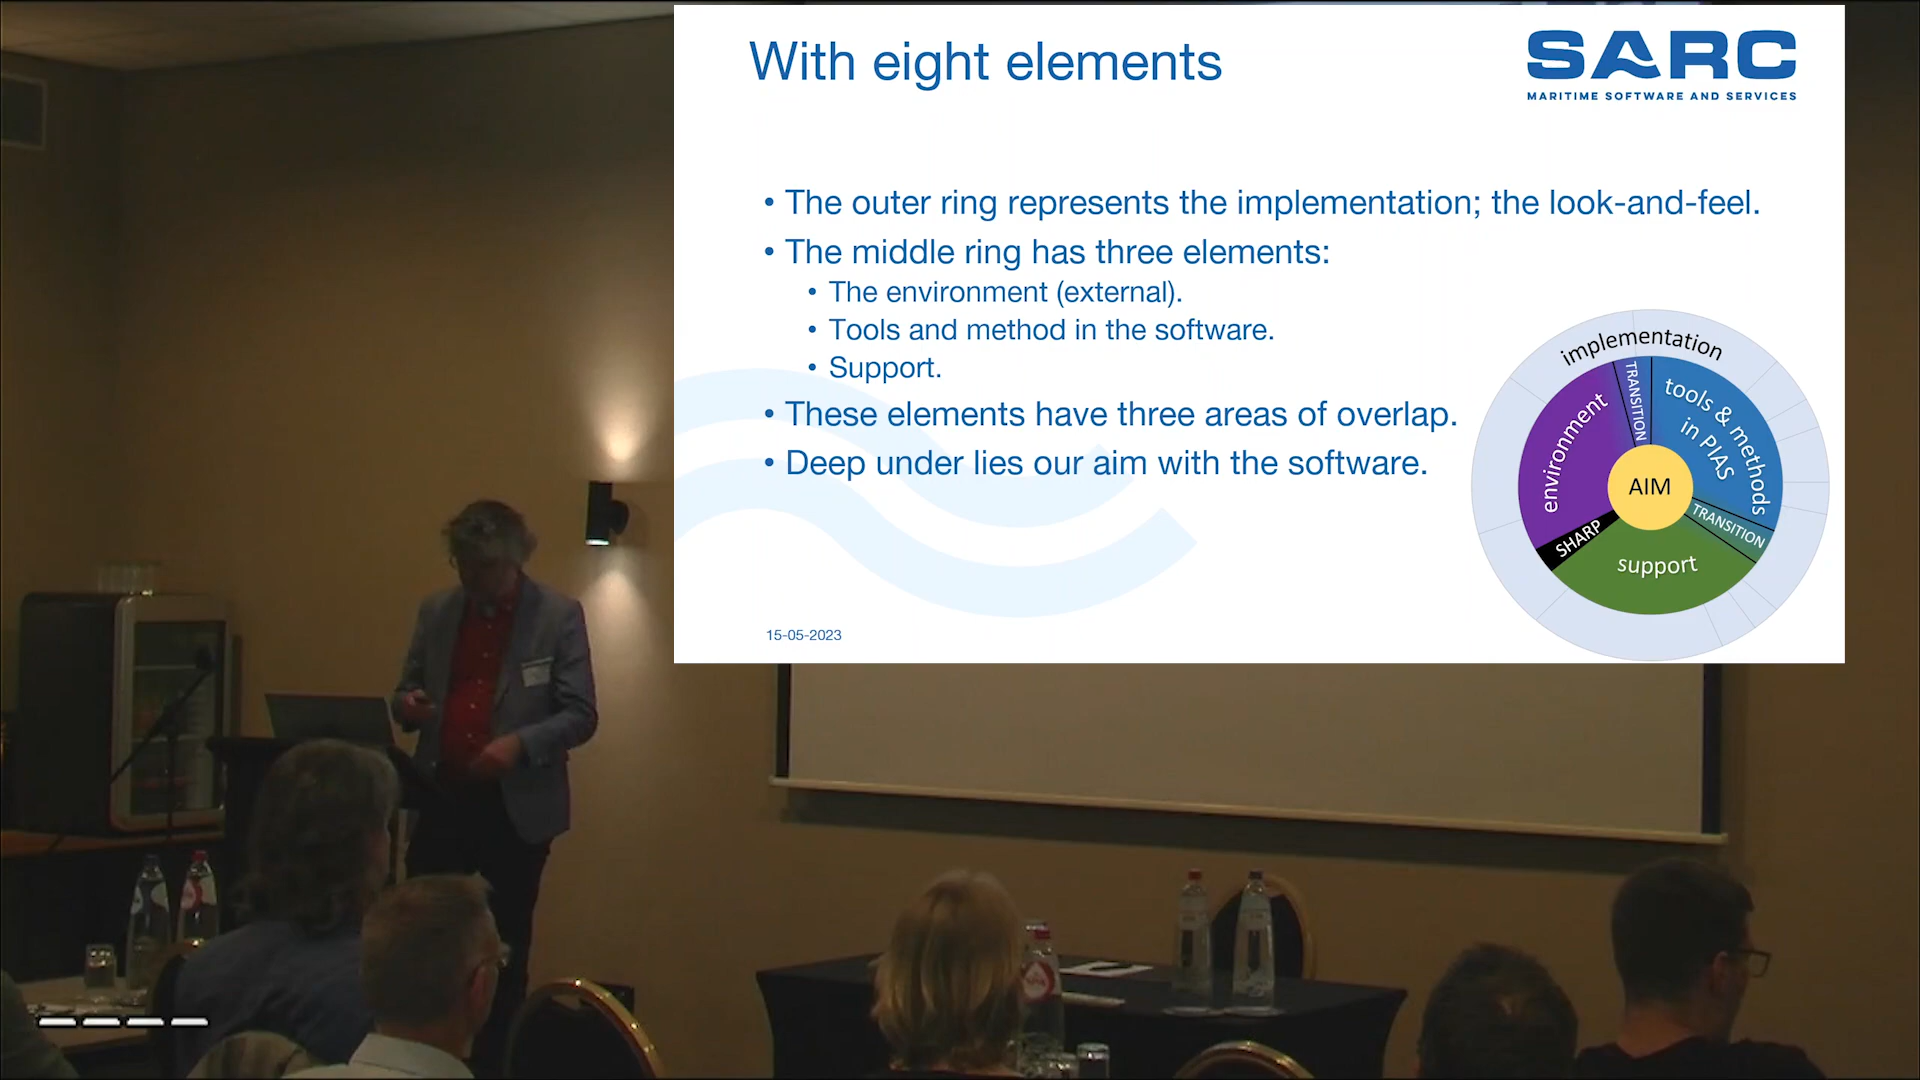 With eight elements
SARC
MARITIME SOFTWARE AND SERVICES
• The outer ring represents the implementation; the look-and-feel.
• The middle ring has three elements:
• The environment (external).
• Tools and method in the software.
• Support.
• These elements have three areas of overlap.
• Deep under lies our aim with the software.
implementation
TRANSITION
tools & methods
in PIAS
environment
AIM
TRANSITION
SHARP
support
15-05-2023